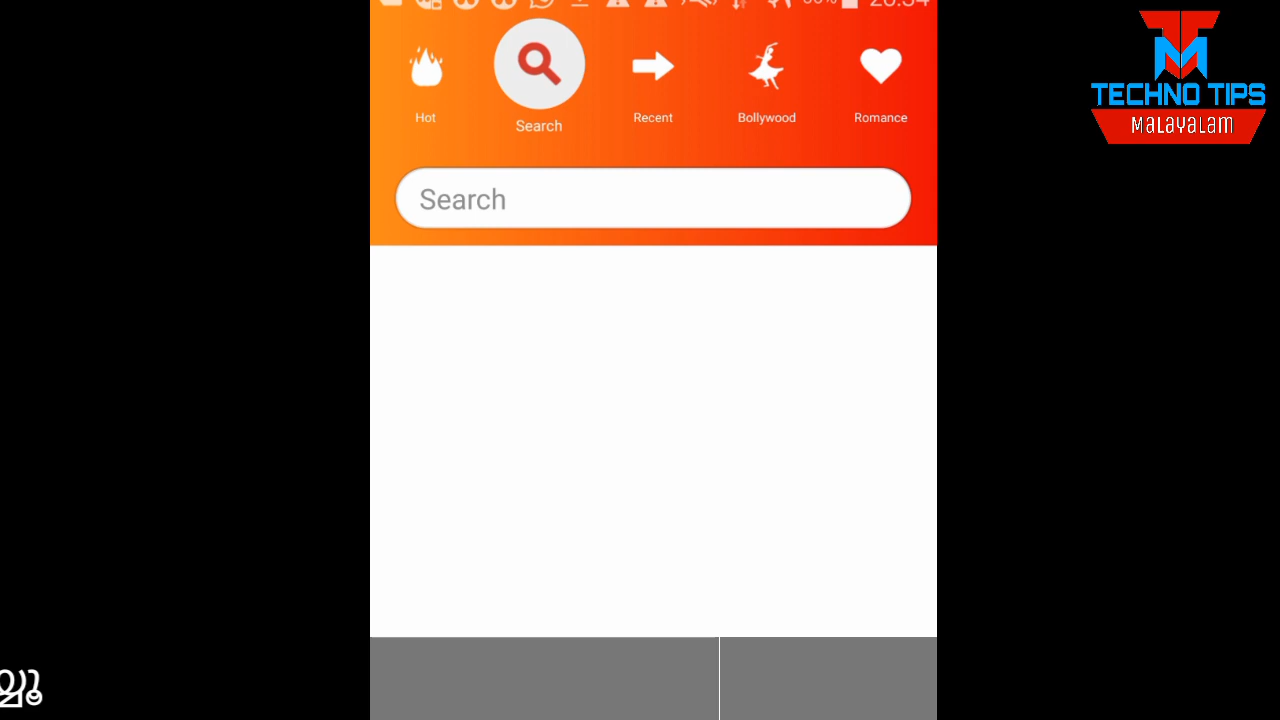 Hot
Search
Recent
Bollywood
Romance
Search
TECHNO TIPS
Malayalam